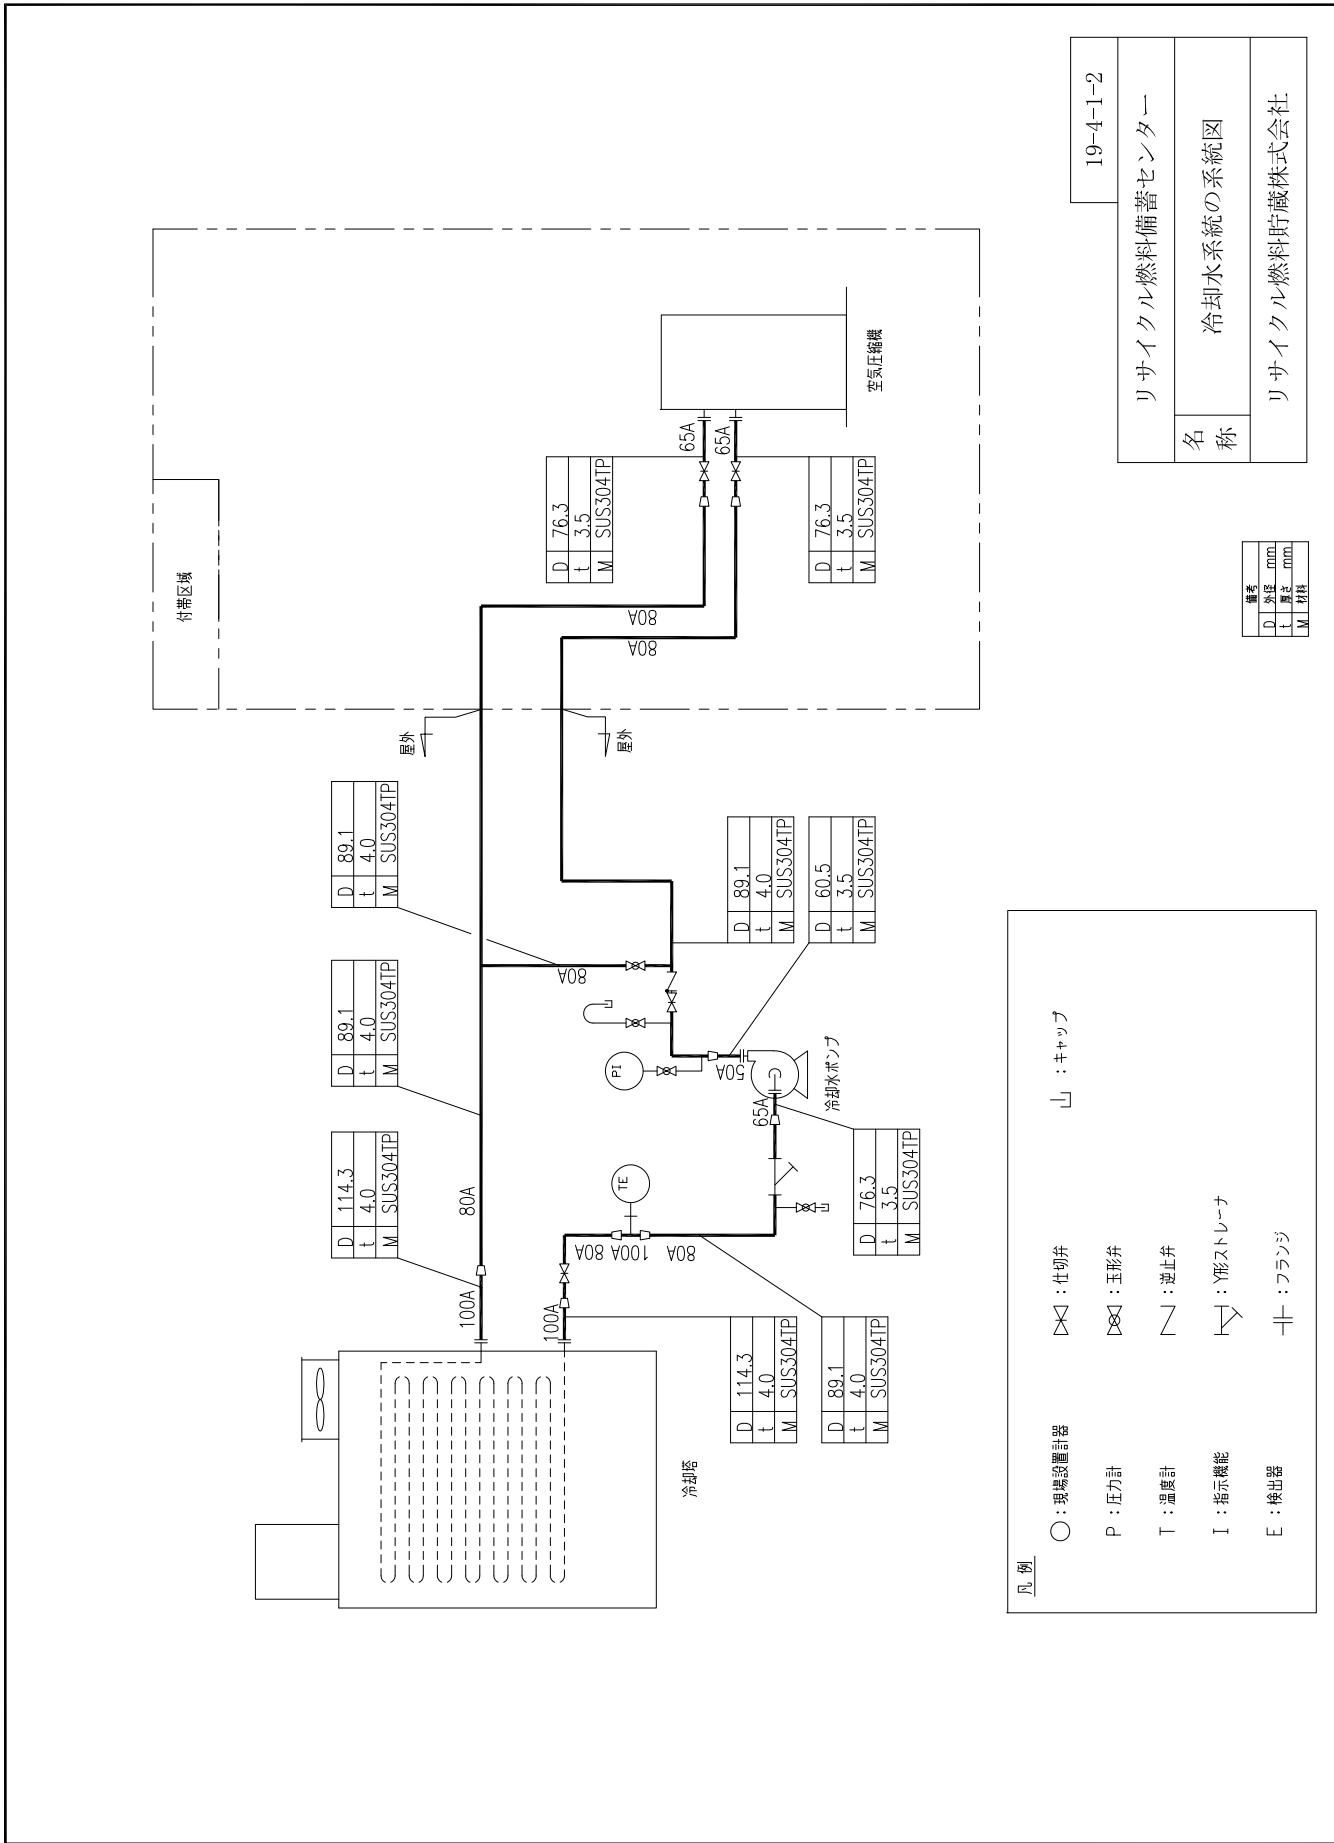 付帯区域
屋外
屋外
空気圧縮機
65A
65A
D 76.3
t 3.5
M SUS304TP
D 76.3
t 3.5
M SUS304TP
80A
80A
D 114.3
t 4.0
M SUS304TP
D 89.1
t 4.0
M SUS304TP
D 89.1
t 4.0
M SUS304TP
100A
80A
80A
100A
80A
100A
80A
TE
PI
65A
50A
冷却水ポンプ
冷却塔
D 114.3
t 4.0
M SUS304TP
D 89.1
t 4.0
M SUS304TP
D 76.3
t 3.5
M SUS304TP
D 89.1
t 4.0
M SUS304TP
D 60.5
t 3.5
M SUS304TP
凡例
○:現場設置計器
P:圧力計
T:温度計
I:指示機能
E:検出器
:仕切弁
:玉形弁
:逆止弁
:Y形ストレーナ
:フランジ
:キャップ
備考
D 外径 mm
t 厚さ mm
M 材料
19-4-1-2
リサイクル燃料備蓄センター
名称 冷却水系統の系統図
リサイクル燃料貯蔵株式会社